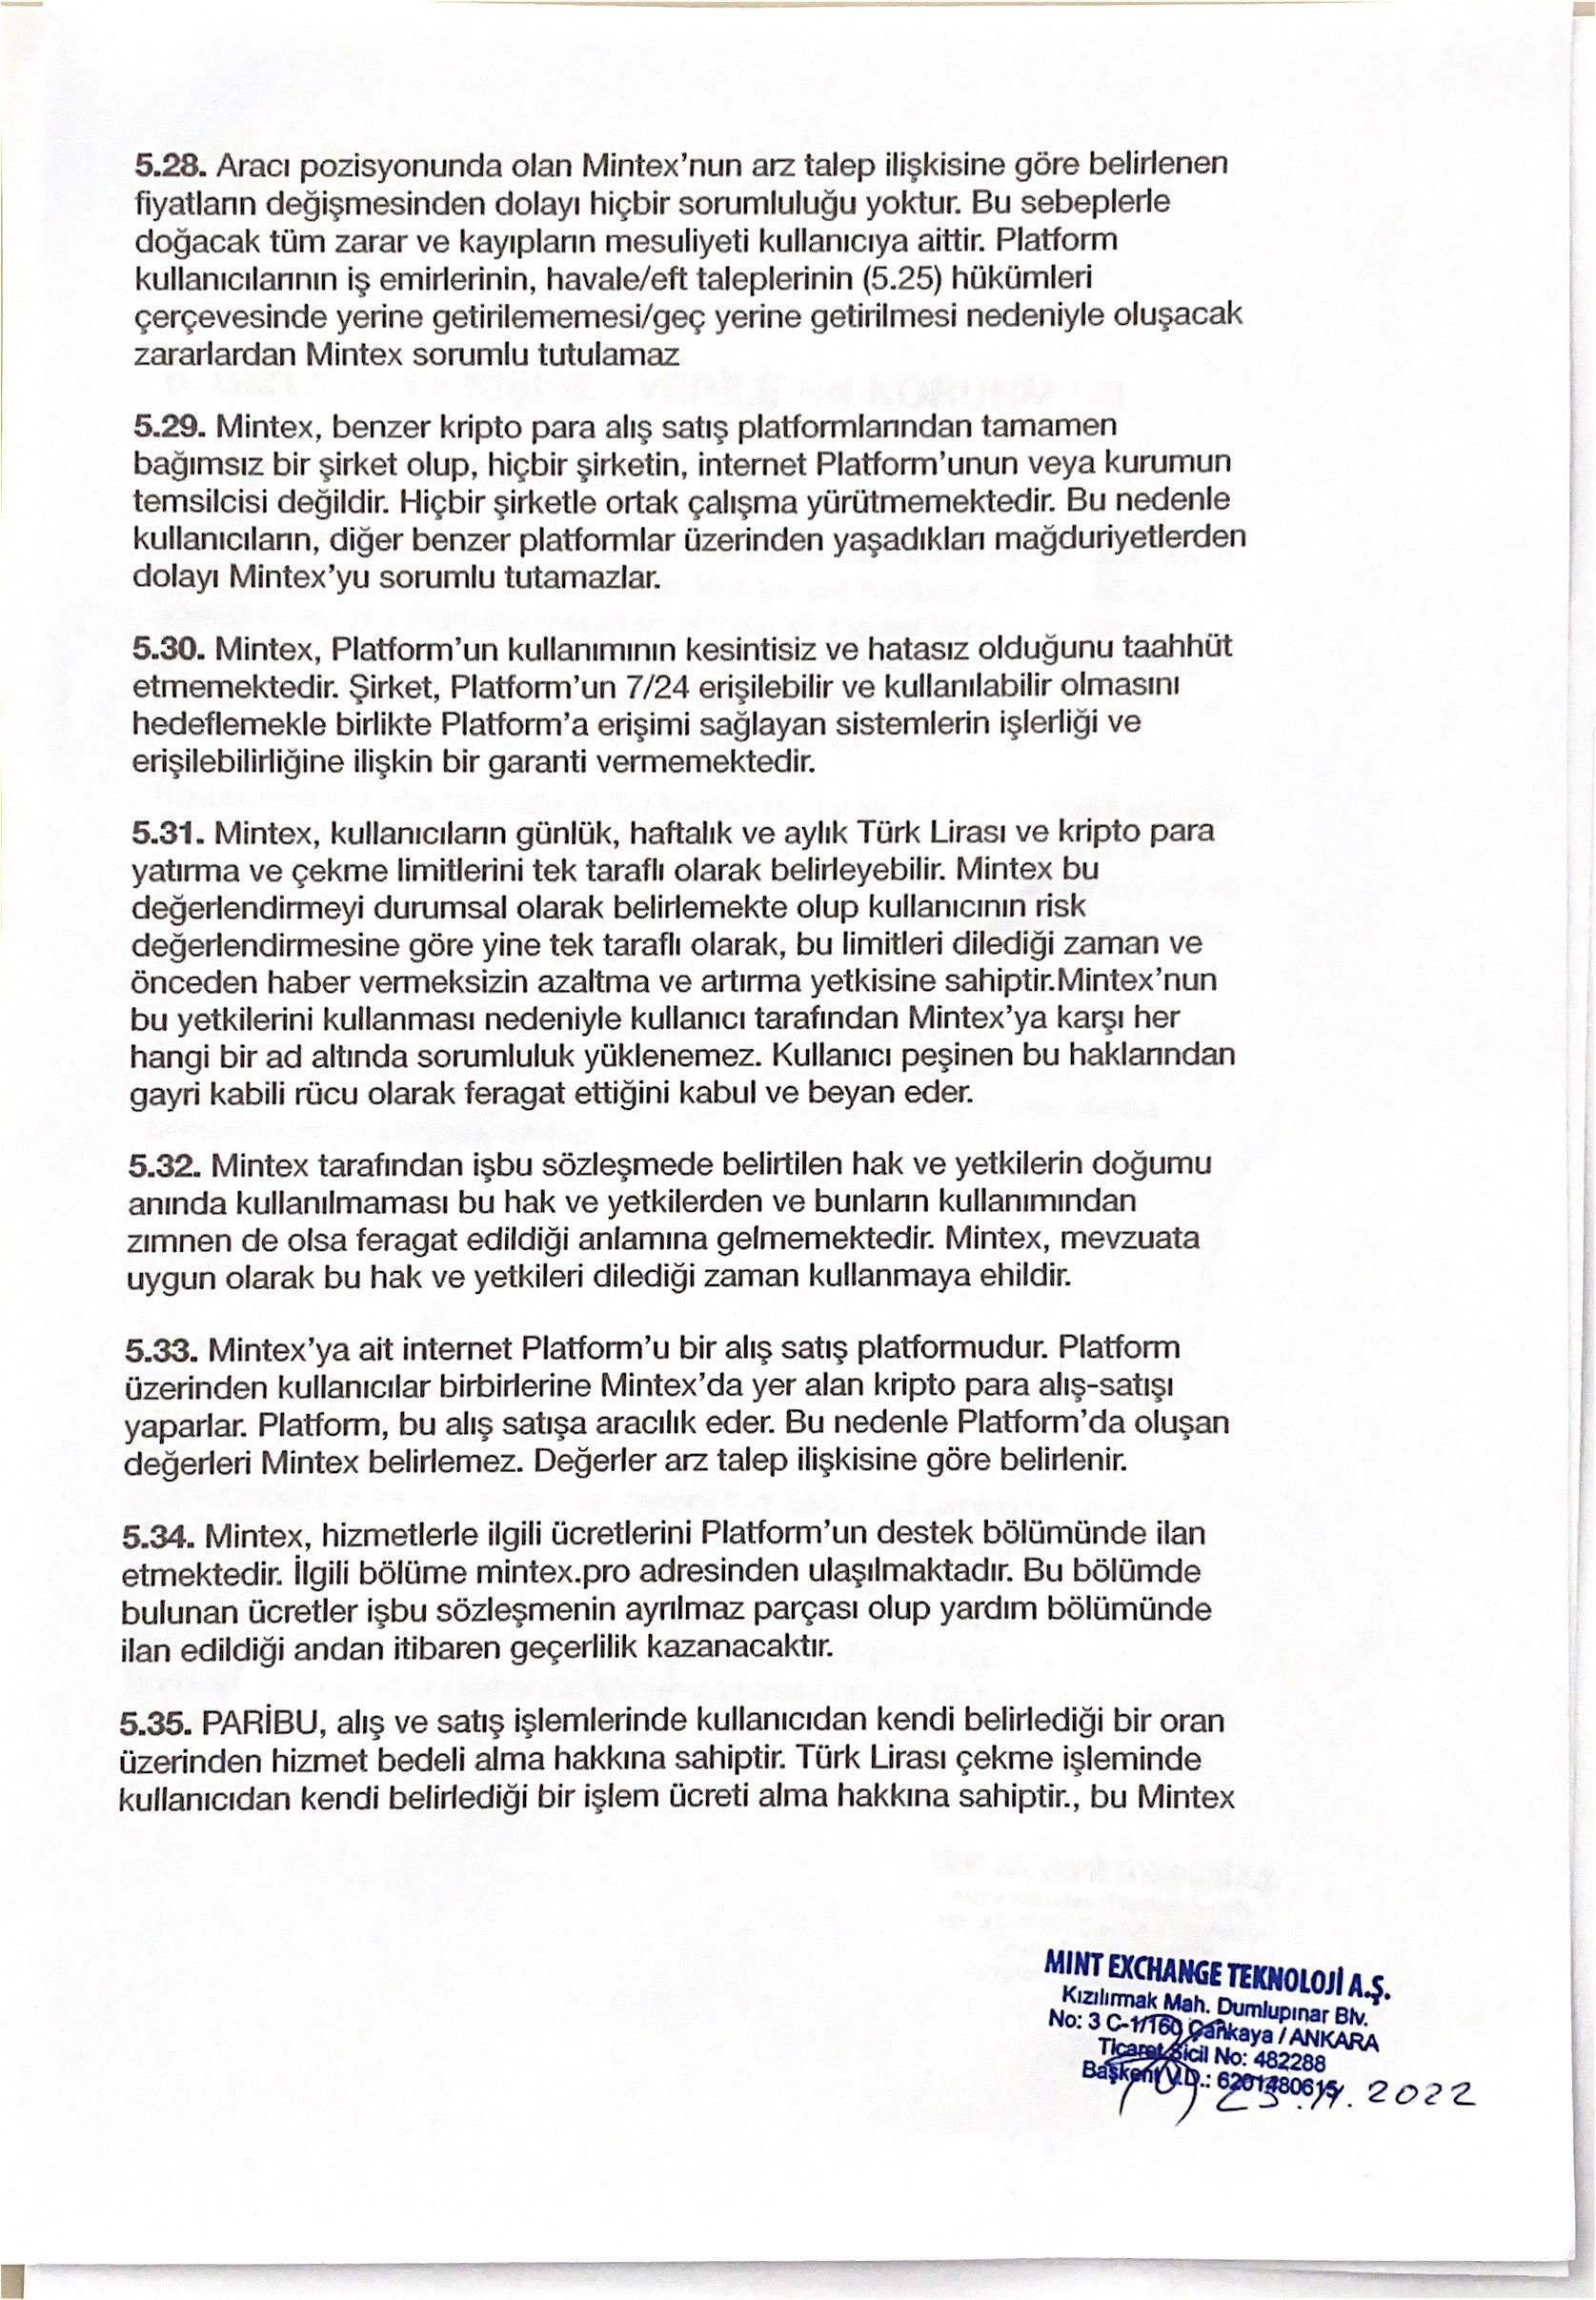 5.28. Aracı pozisyonunda olan Mintex'nun arz talep ilişkisine göre belirlenen
fiyatların değişmesinden dolayı hiçbir sorumluluğu yoktur. Bu sebeplerle
doğacak tüm zarar ve kayıpların mesuliyeti kullanıcıya aittir. Platform
kullanıcılarının iş emirlerinin, havale/eft taleplerinin (5.25) hükümleri
çerçevesinde yerine getirilememesi/geç yerine getirilmesi nedeniyle oluşacak
zararlardan Mintex sorumlu tutulamaz
5.29. Mintex, benzer kripto para alış satış platformlarından tamamen
bağımsız bir şirket olup, hiçbir şirketin, internet Platform'unun veya kurumun
temsilcisi değildir. Hiçbir şirketle ortak çalışma yürütmemektedir. Bu nedenle
kullanıcıların, diğer benzer platformlar üzerinden yaşadıkları mağduriyetlerden
dolayı Mintex'yu sorumlu tutamazlar.
5.30. Mintex, Platform'un kullanımının kesintisiz ve hatasız olduğunu taahhüt
etmemektedir. Şirket, Platform'un 7/24 erişilebilir ve kullanılabilir olmasını
hedeflemekle birlikte Platform'a erişimi sağlayan sistemlerin işlerliği ve
erişilebilirliğine ilişkin bir garanti vermemektedir.
5.31. Mintex, kullanıcıların günlük, haftalık ve aylık Türk Lirası ve kripto para
yatırma ve çekme limitlerini tek taraflı olarak belirleyebilir. Mintex bu
değerlendirmeyi durumsal olarak belirlemekte olup kullanıcının risk
değerlendirmesine göre yine tek taraflı olarak, bu limitleri dilediği zaman ve
önceden haber vermeksizin azaltma ve artırma yetkisine sahiptir.Mintex'nun
bu yetkilerini kullanması nedeniyle kullanıcı tarafından Mintex'ya karşı her
hangi bir ad altında sorumluluk yüklenemez. Kullanıcı peşinen bu haklarından
gayri kabili rücu olarak feragat ettiğini kabul ve beyan eder.
5.32. Mintex tarafından işbu sözleşmede belirtilen hak ve yetkilerin doğumu
anında kullanılmaması bu hak ve yetkilerden ve bunların kullanımından
zımnen de olsa feragat edildiği anlamına gelmemektedir. Mintex, mevzuata
uygun olarak bu hak ve yetkileri dilediği zaman kullanmaya ehildir.
5.33. Mintex'ya ait internet Platform'u bir alış satış platformudur. Platform
üzerinden kullanıcılar birbirlerine Mintex'da yer alan kripto para alış-satışı
yaparlar. Platform, bu alış satışa aracılık eder. Bu nedenle Platform'da oluşan
değerleri Mintex belirlemez. Değerler arz talep ilişkisine göre belirlenir.
5.34. Mintex, hizmetlerle ilgili ücretlerini Platform'un destek bölümünde ilan
etmektedir. İlgili bölüme mintex.pro adresinden ulaşılmaktadır. Bu bölümde
bulunan ücretler işbu sözleşmenin ayrılmaz parçası olup yardım bölümünde
ilan edildiği andan itibaren geçerlilik kazanacaktır.
5.35. PARİBU, alış ve satış işlemlerinde kullanıcıdan kendi belirlediği bir oran
üzerinden hizmet bedeli alma hakkına sahiptir. Türk Lirası çekme işleminde
kullanıcıdan kendi belirlediği bir işlem ücreti alma hakkına sahiptir., bu Mintex
MINT EXCHANGE TEKNOLOJİ A.Ş.
Kızılırmak Mah. Dumlupınar Blv.
No: 3 C-1/160 Çankaya / ANKARA
Ticaret Sicil No: 482288
Başkent V.D.: 6201480615
23.11.2022